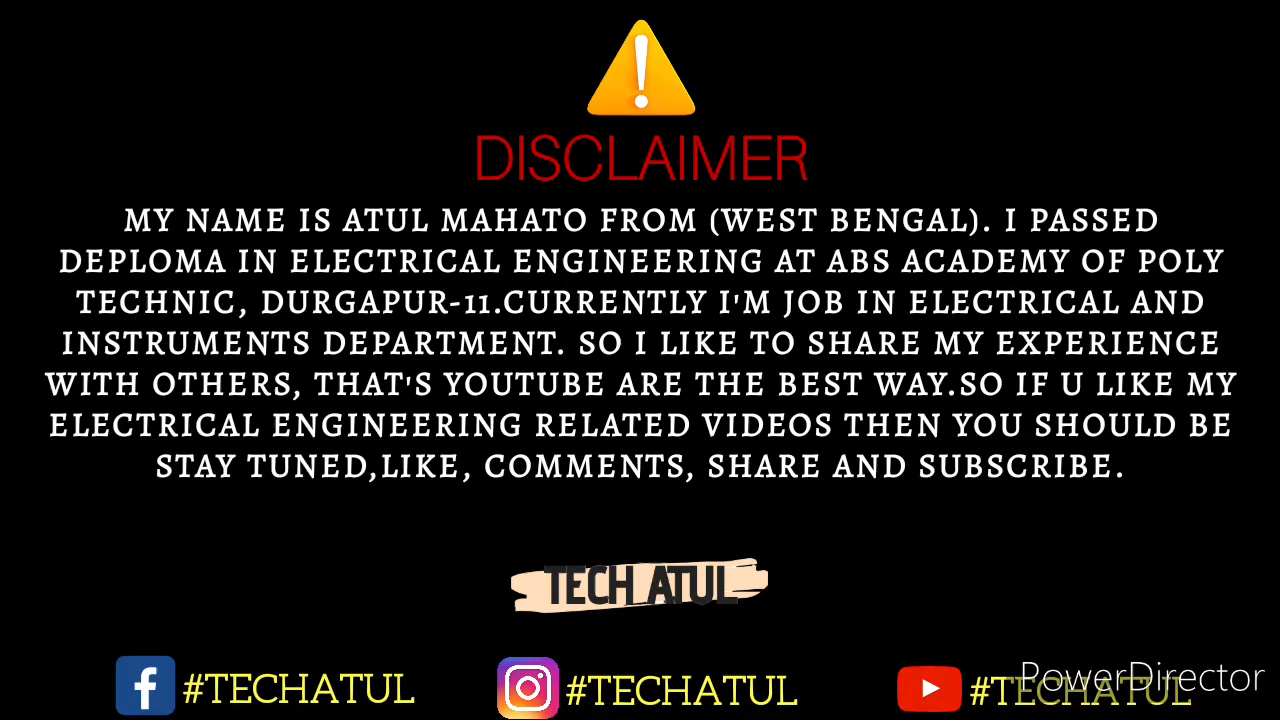 DISCLAIMER
MY NAME IS ATUL MAHATO FROM (WEST BENGAL). I PASSED
DEPLOMA IN ELECTRICAL ENGINEERING AT ABS ACADEMY OF POLY
TECHNIC, DURGAPUR-11.CURRENTLY I'M JOB IN ELECTRICAL AND
INSTRUMENTS DEPARTMENT. SO I LIKE TO SHARE MY EXPERIENCE
WITH OTHERS, THAT'S YOUTUBE ARE THE BEST WAY.SO IF U LIKE MY
ELECTRICAL ENGINEERING RELATED VIDEOS THEN YOU SHOULD BE
STAY TUNED,LIKE, COMMENTS, SHARE AND SUBSCRIBE.
TECH ATUL
#TECHATUL #TECHATUL #TECHATUL
PowerDirector